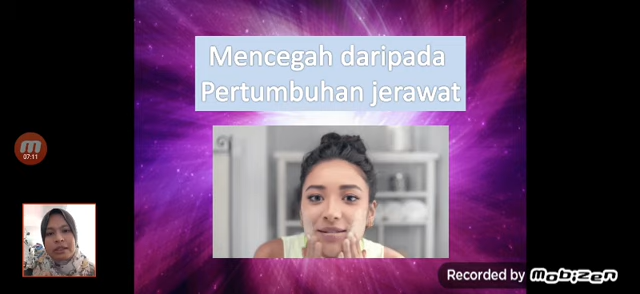 Mencegah daripada
Pertumbuhan jerawat
07:11
Recorded by Mobizen